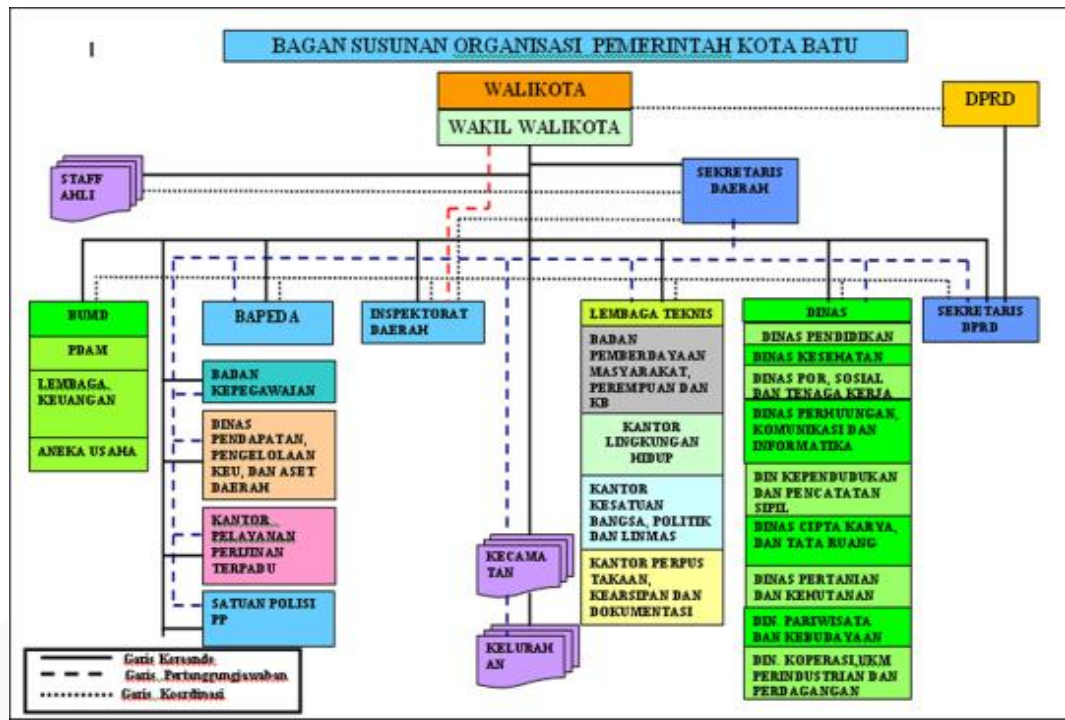 I
BAGAN SUSUNAN ORGANISASI PEMERINTAH KOTA BATU
WALIKOTA
WAKIL WALIKOTA
DPRD
STAFF
AHLI
SEKRETARIS
DAERAH
BUMD
PDAM
LEMBAGA
KEUANGAN
ANEKA USAHA
BAPEDA
BADAN
KEPEGAWAIAN
DINAS
PENDAPATAN,
PENGELOLAAN
KEU, DAN ASET
DAERAH
KANTOR
PELAYANAN
PERIJINAN
TERPADU
SATUAN POLISI
PP
INSPEKTORAT
DAERAH
KECAMA
TAN
KELURAH
AN
LEMBAGA TEKNIS
BADAN
PEMBERDAYAAN
MASYARAKAT,
PEREMPUAN DAN
KB
KANTOR
LINGKUNGAN
HIDUP
KANTOR
KESATUAN
BANGSA, POLITIK
DAN LINMAS
KANTOR PERPUS
TAKAAN,
KEARSIPAN DAN
DOKUMENTASI
DINAS
DINAS PENDIDIKAN
DINAS KESEHATAN
DINAS POR, SOSIAL
DAN TENAGA KERJA
DINAS PERHUUNGAN,
KOMUNIKASI DAN
INFORMATIKA
DIN KEPENDUDUKAN
DAN PENCATATAN
SIPIL
DINAS CIPTA KARYA,
DAN TATA RUANG
DINAS PERTANIAN
DAN KEHUTANAN
DIN. PARIWISATA
DAN KEBUBAYAAN
DIN. KOPERASI,UKM
PERINDUSTRIAN DAN
PERDAGANGAN
SEKRETARIS
DPRD
Garis
Garis Pertanggungjawaban
Garis Koordinasi